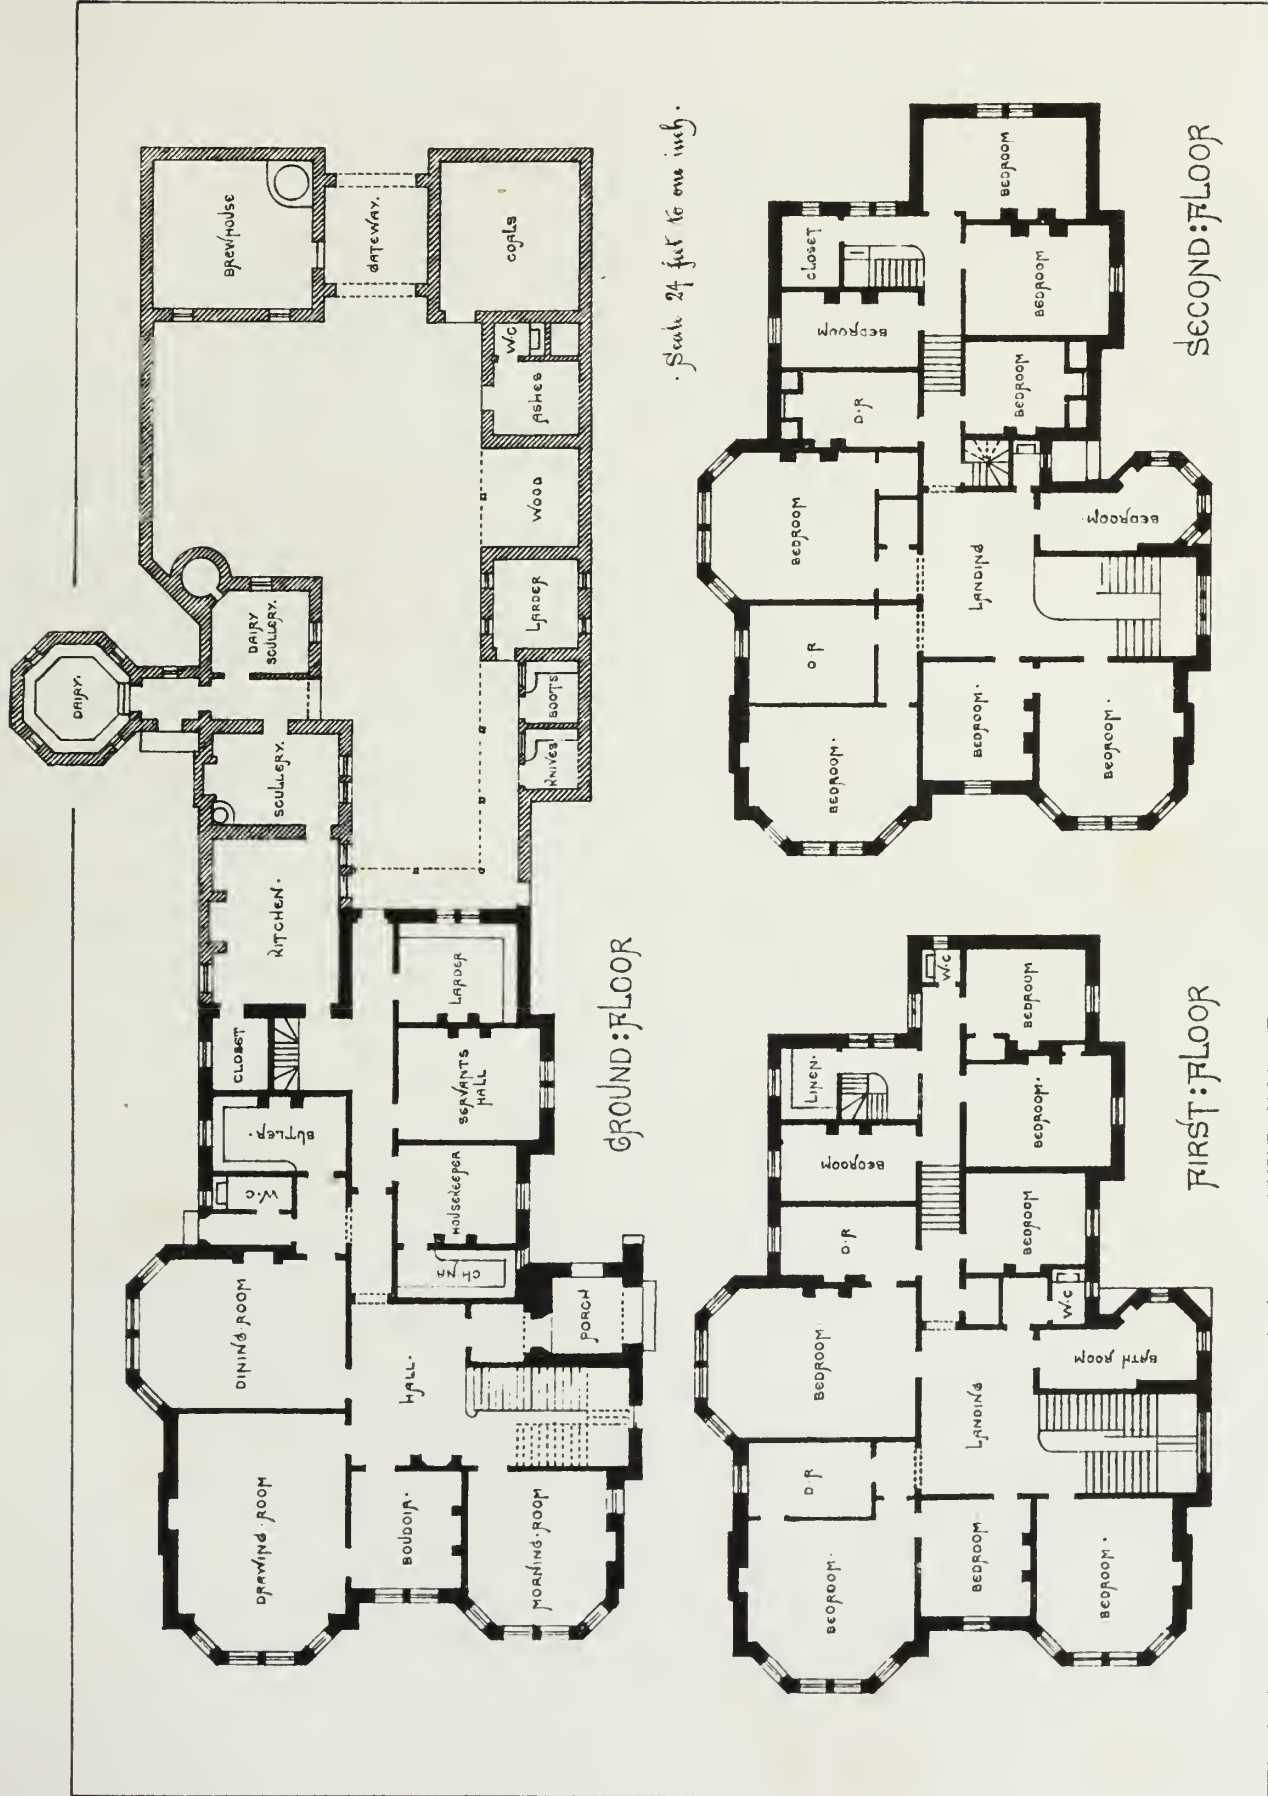 DAIRY.
BREWHOUSE
GATEWAY.
COALS
W.C
ASHES
WOOD
LARDER
BOOTS
KNIVES
DAIRY
SCULLERY.
SCULLERY.
KITCHEN.
CLOSET
BUTLER.
W.C
LARDER
SERVANTS
HALL
HOUSEKEEPER
CHINA
PORCH
DINING.ROOM
HALL.
DRAWING.ROOM
BOUDOIR.
MORNING.ROOM
GROUND:FLOOR
.Scale 24 feet to one inch.
LINEN.
W.C
BEDROOM
BEDROOM.
BEDROOM
D.R
BEDROOM
W.C
BEDROOM
LANDING
BATH ROOM
D.R
BEDROOM.
BEDROOM
BEDROOM.
FIRST:FLOOR
CLOSET
BEDROOM
BEDROOM
BEDROOM
D.R
BEDROOM
BEDROOM
LANDING
BEDROOM.
D.R
BEDROOM.
BEDROOM.
BEDROOM.
SECOND:FLOOR